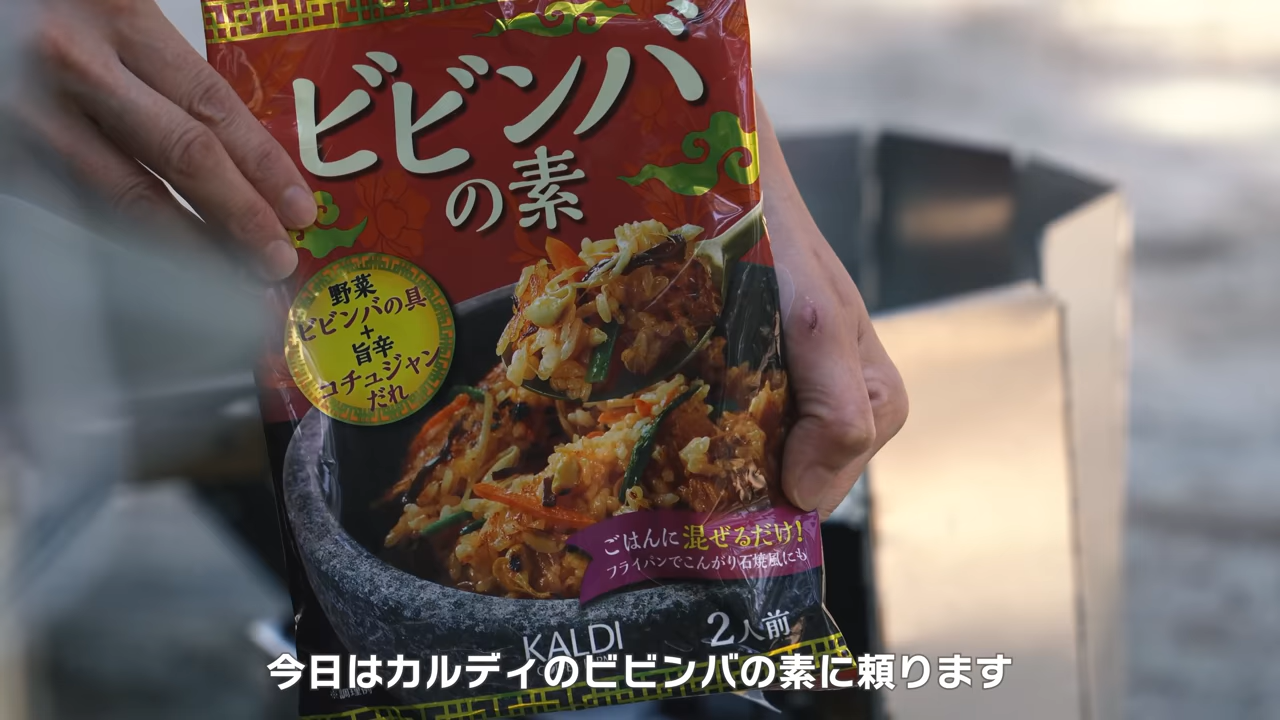 ビビンバ
の素
野菜
ビビンバの具
+
旨辛
コチュジャン
だれ
ごはんに混ぜるだけ!
フライパンでこんがり石焼風にも
KALDI
2人前
今日はカルディのビビンバの素に頼ります